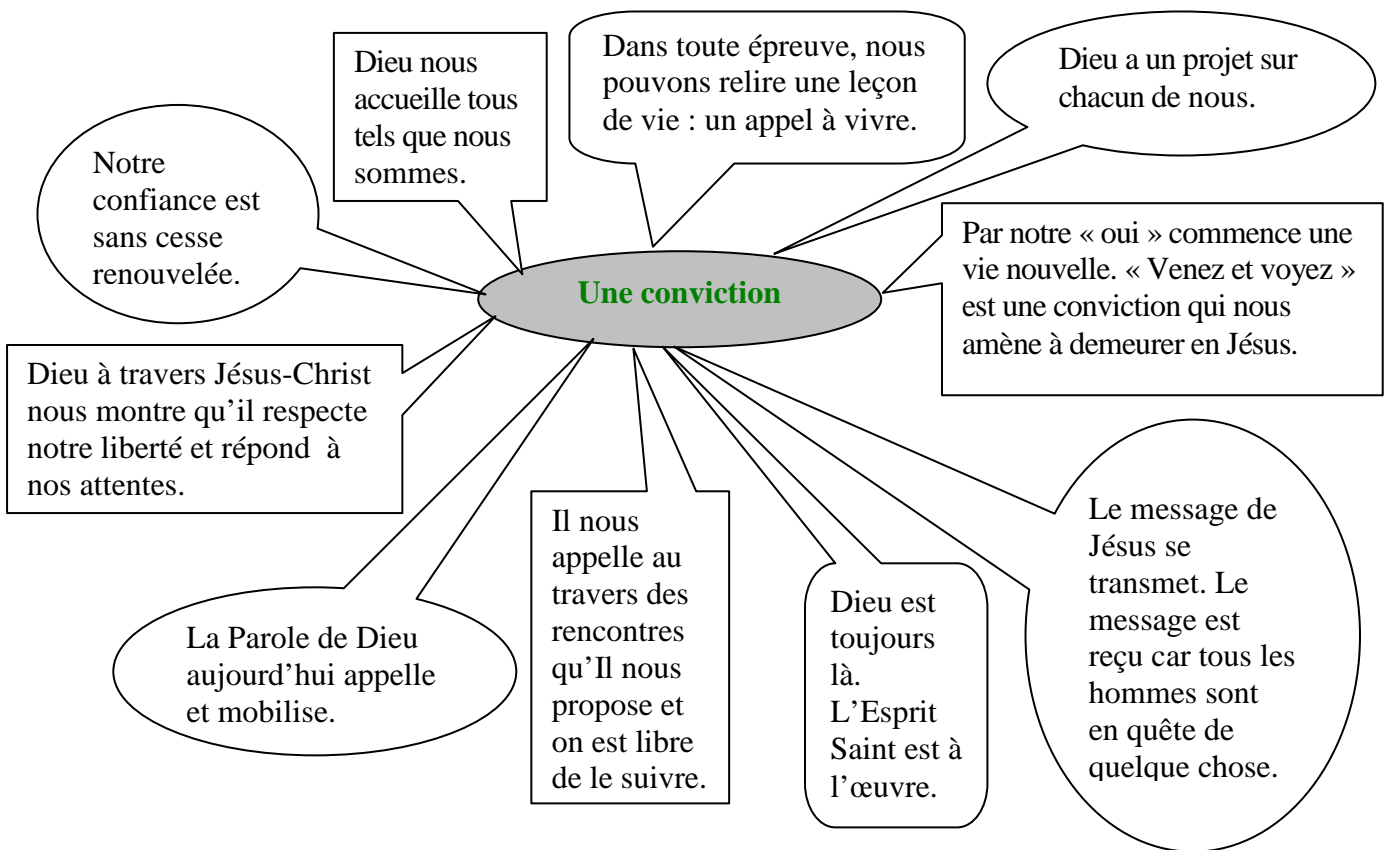 Dans toute épreuve, nous
pouvons relire une leçon
de vie : un appel à vivre.
Dieu a un projet sur
chacun de nous.
Dieu nous
accueille tous
tels que nous
sommes.
Notre
confiance est
sans cesse
renouvelée.
Par notre « oui » commence une
vie nouvelle. « Venez et voyez »
est une conviction qui nous
amène à demeurer en Jésus.
Une conviction
Dieu à travers Jésus-Christ
nous montre qu’il respecte
notre liberté et répond à
nos attentes.
La Parole de Dieu
aujourd’hui appelle
et mobilise.
Il nous
appelle au
travers des
rencontres
qu’Il nous
propose et
on est libre
de le suivre.
Dieu est
toujours
là.
L’Esprit
Saint est à
l’œuvre.
Le message de
Jésus se
transmet. Le
message est
reçu car tous les
hommes sont
en quête de
quelque chose.